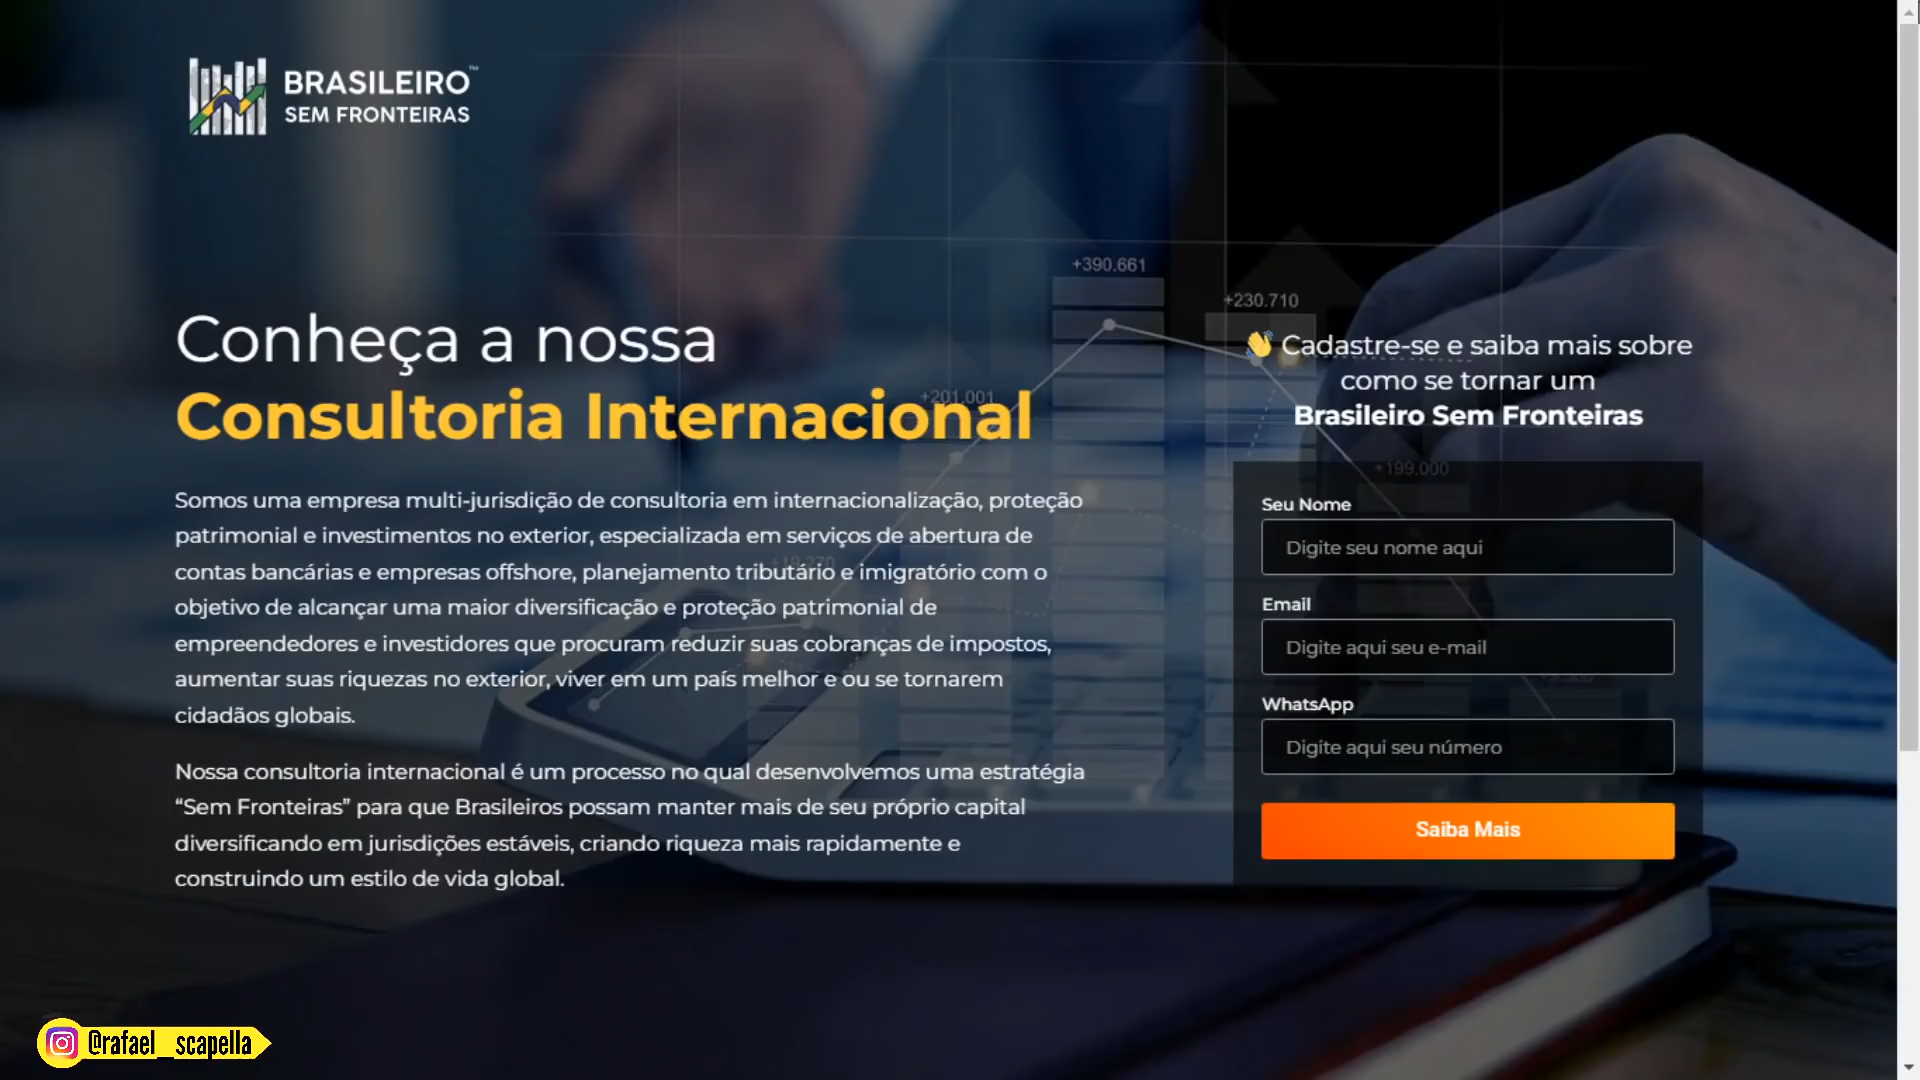 BRASILEIRO™
SEM FRONTEIRAS
Conheça a nossa
Consultoria Internacional
Somos uma empresa multi-jurisdição de consultoria em internacionalização, proteção
patrimonial e investimentos no exterior, especializada em serviços de abertura de
contas bancárias e empresas offshore, planejamento tributário e imigratório com o
objetivo de alcançar uma maior diversificação e proteção patrimonial de
empreendedores e investidores que procuram reduzir suas cobranças de impostos,
aumentar suas riquezas no exterior, viver em um país melhor e ou se tornarem
cidadãos globais.
Nossa consultoria internacional é um processo no qual desenvolvemos uma estratégia
“Sem Fronteiras” para que Brasileiros possam manter mais de seu próprio capital
diversificando em jurisdições estáveis, criando riqueza mais rapidamente e
construindo um estilo de vida global.
+390.661
+230.710
+201.001
+199.000
👋 Cadastre-se e saiba mais sobre
como se tornar um
Brasileiro Sem Fronteiras
Seu Nome
Digite seu nome aqui
Email
Digite aqui seu e-mail
WhatsApp
Digite aqui seu número
Saiba Mais
@rafael_scapella